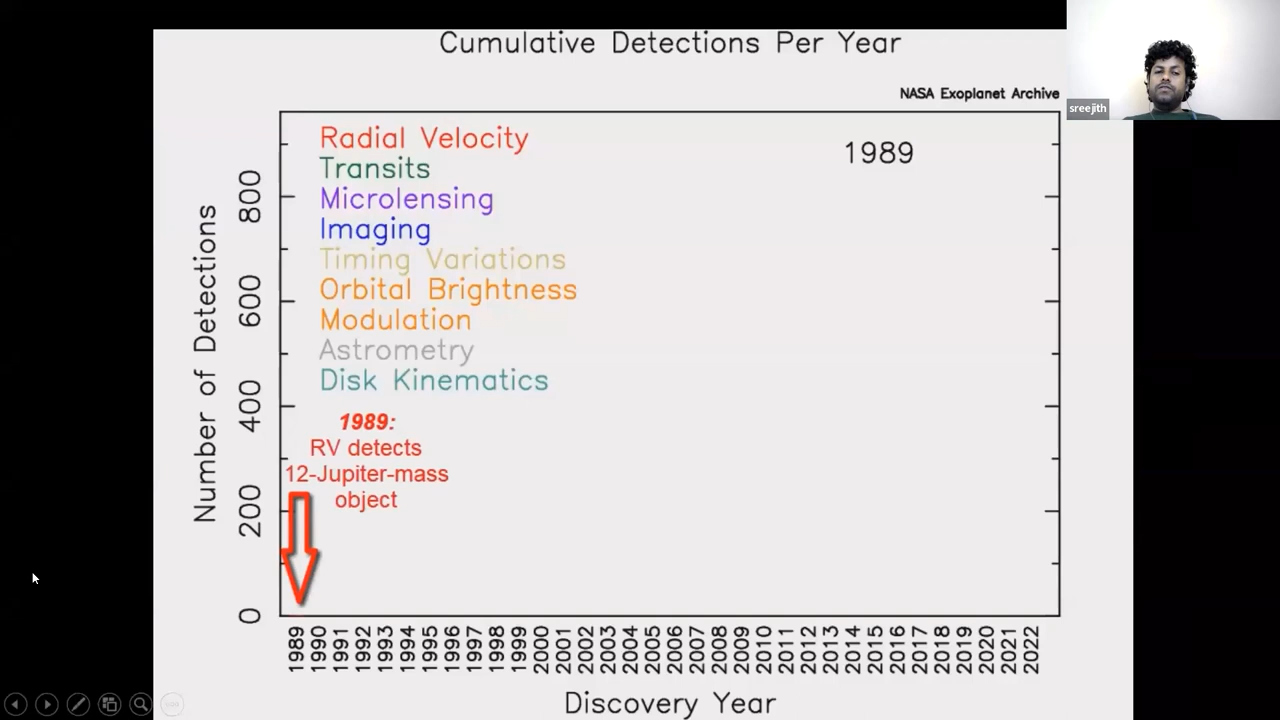 Cumulative Detections Per Year
NASA Exoplanet Archive
sreejith
Radial Velocity
1989
Transits
Microlensing
Imaging
Timing Variations
Orbital Brightness
Modulation
Astrometry
Disk Kinematics
1989:
RV detects
12-Jupiter-mass
object
Number of Detections
800
600
400
200
0
1989 1990 1991 1992 1993 1994 1995 1996 1997 1998 1999 2000 2001 2002 2003 2004 2005 2006 2007 2008 2009 2010 2011 2012 2013 2014 2015 2016 2017 2018 2019 2020 2021 2022
Discovery Year